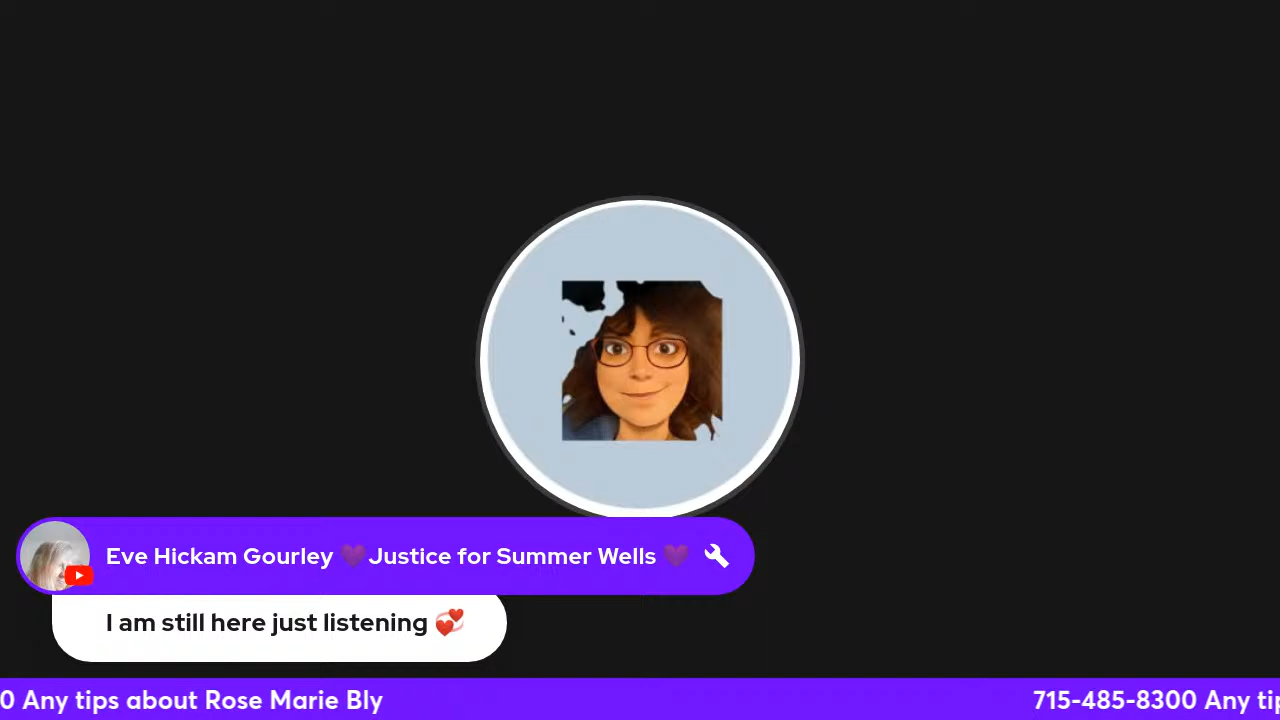 Eve Hickam Gourley 💜Justice for Summer Wells 💜
I am still here just listening 💞
0 Any tips about Rose Marie Bly
715-485-8300 Any tip